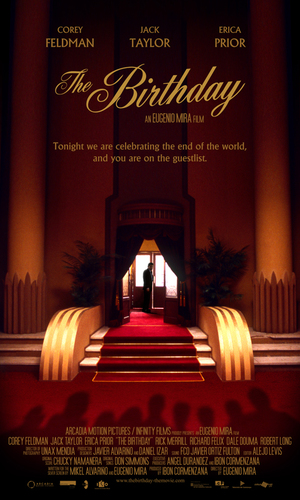 COREY JACK ERICA
FELDMAN TAYLOR PRIOR
The Birthday
AN EUGENIO MIRA FILM
Tonight we are celebrating the end of the world,
and you are on the guestlist.
ARCADIA MOTION PICTURES / INFINITY FILMS EUGENIO MIRA
COREY FELDMAN JACK TAYLOR ERICA PRIOR "THE BIRTHDAY" RICK MERRILL RICHARD FELIX DALE DOUMA ROBERT LONG
UNAX MENDIA JAVIER ALVARIÑO DANIEL IZAR FCO JAVIER ORTIZ FULTON ALEJO LEVIS
CHUCKY NAMANERA DON SIMMONS ANGEL DURANDEZ IBON CORMENZANA
MIKEL ALVARIÑO EUGENIO MIRA IBON CORMENZANA EUGENIO MIRA
www.thebirthday-themovie.com